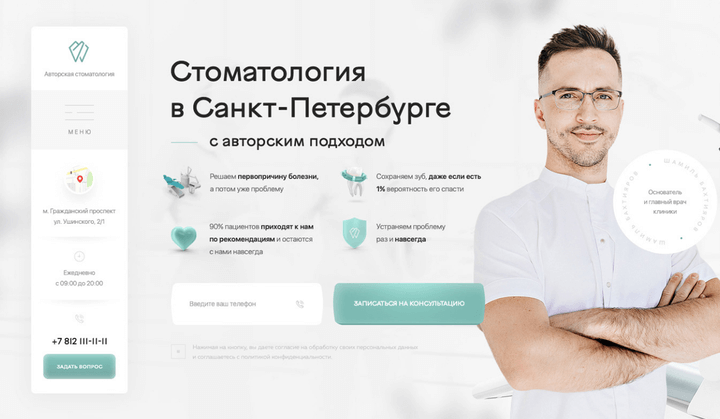 Авторская стоматология
МЕНЮ
м. Гражданский проспект
ул. Ушинского, 2/1
Ежедневно
с 09:00 до 20:00
+7 812 111-11-11
ЗАДАТЬ ВОПРОС
Стоматология
в Санкт-Петербурге
с авторским подходом
Решаем первопричину болезни,
а потом уже проблему
Сохраняем зуб, даже если есть
1% вероятность его спасти
90% пациентов приходят к нам
по рекомендациям и остаются
с нами навсегда
Устраняем проблему
раз и навсегда
Введите ваш телефон
ЗАПИСАТЬСЯ НА КОНСУЛЬТАЦИЮ
Нажимая на кнопку, вы даете согласие на обработку своих персональных данных
и соглашаетесь с политикой конфиденциальности
Основатель
и главный врач
клиники